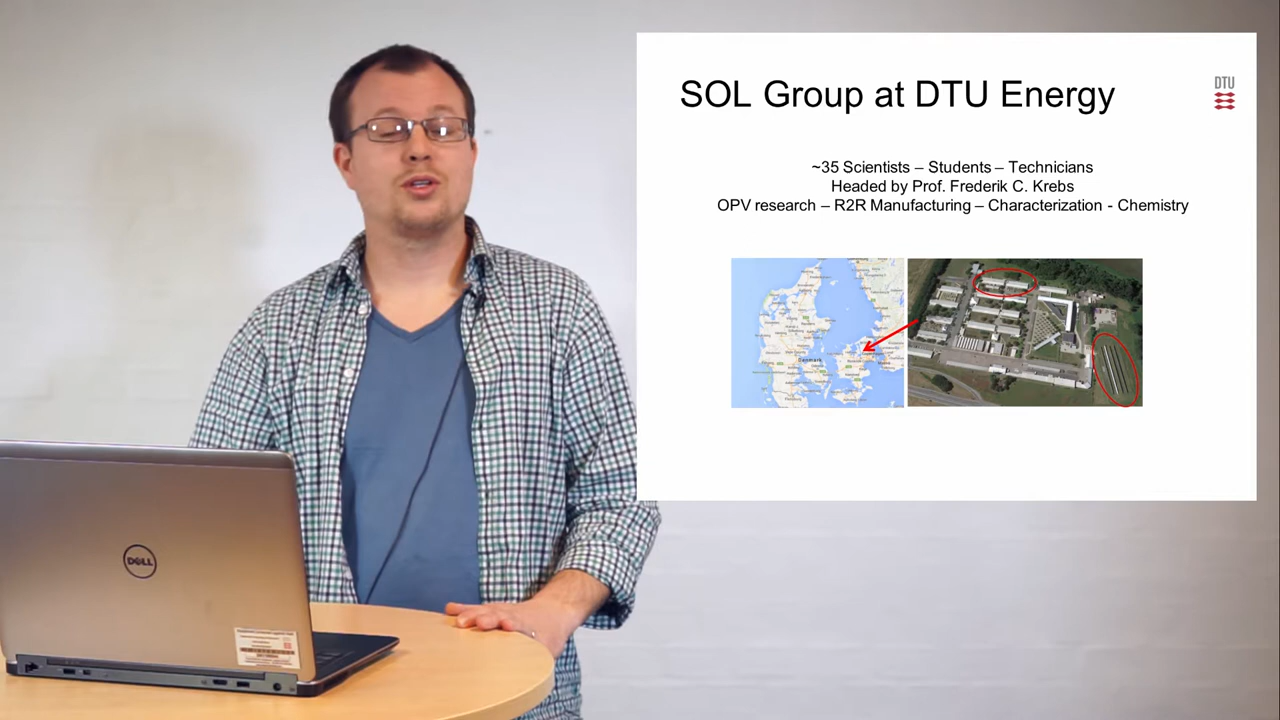 SOL Group at DTU Energy
DTU
~35 Scientists – Students – Technicians
Headed by Prof. Frederik C. Krebs
OPV research – R2R Manufacturing – Characterization - Chemistry
Denmark
DELL